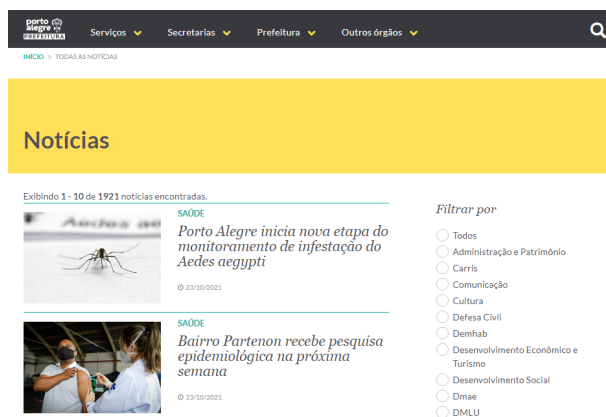 porto
alegre
PREFEITURA
Serviços
Secretarias
Prefeitura
Outros órgãos
INÍCIO > TODAS AS NOTÍCIAS
Notícias
Exibindo 1 - 10 de 1921 notícias encontradas.
Aedes ae
SAÚDE
Porto Alegre inicia nova etapa do
monitoramento de infestação do
Aedes aegypti
23/10/2021
SAÚDE
Bairro Partenon recebe pesquisa
epidemiológica na próxima
semana
23/10/2021
Filtrar por
Todos
Administração e Patrimônio
Carris
Comunicação
Cultura
Defesa Civil
Demhab
Desenvolvimento Econômico e
Turismo
Desenvolvimento Social
Dmae
DMLU